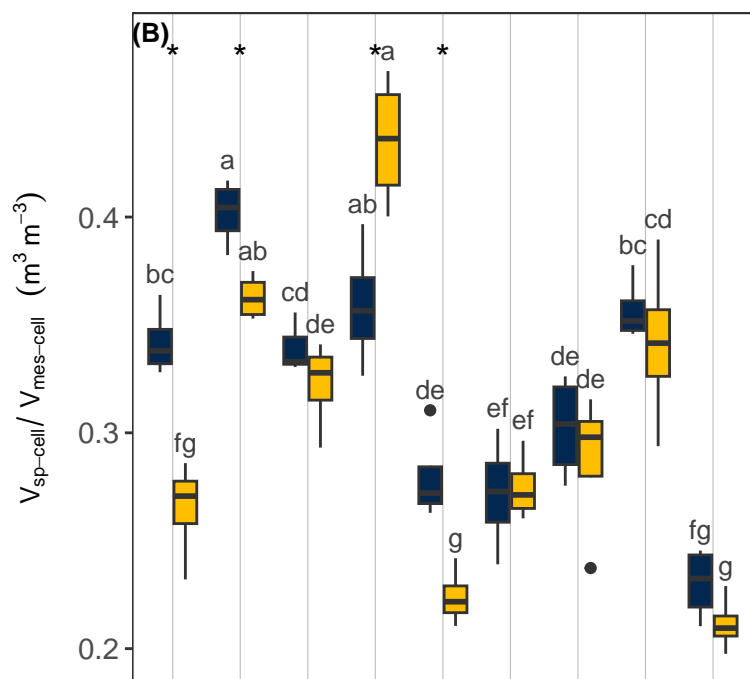 (B)
* * * *
a
a
ab
ab
bc
cd
de
fg
de
g
ef
ef
de
de
bc
cd
fg
g
0.4
0.3
0.2
V_sp−cell / V_mes−cell (m³ m⁻³)